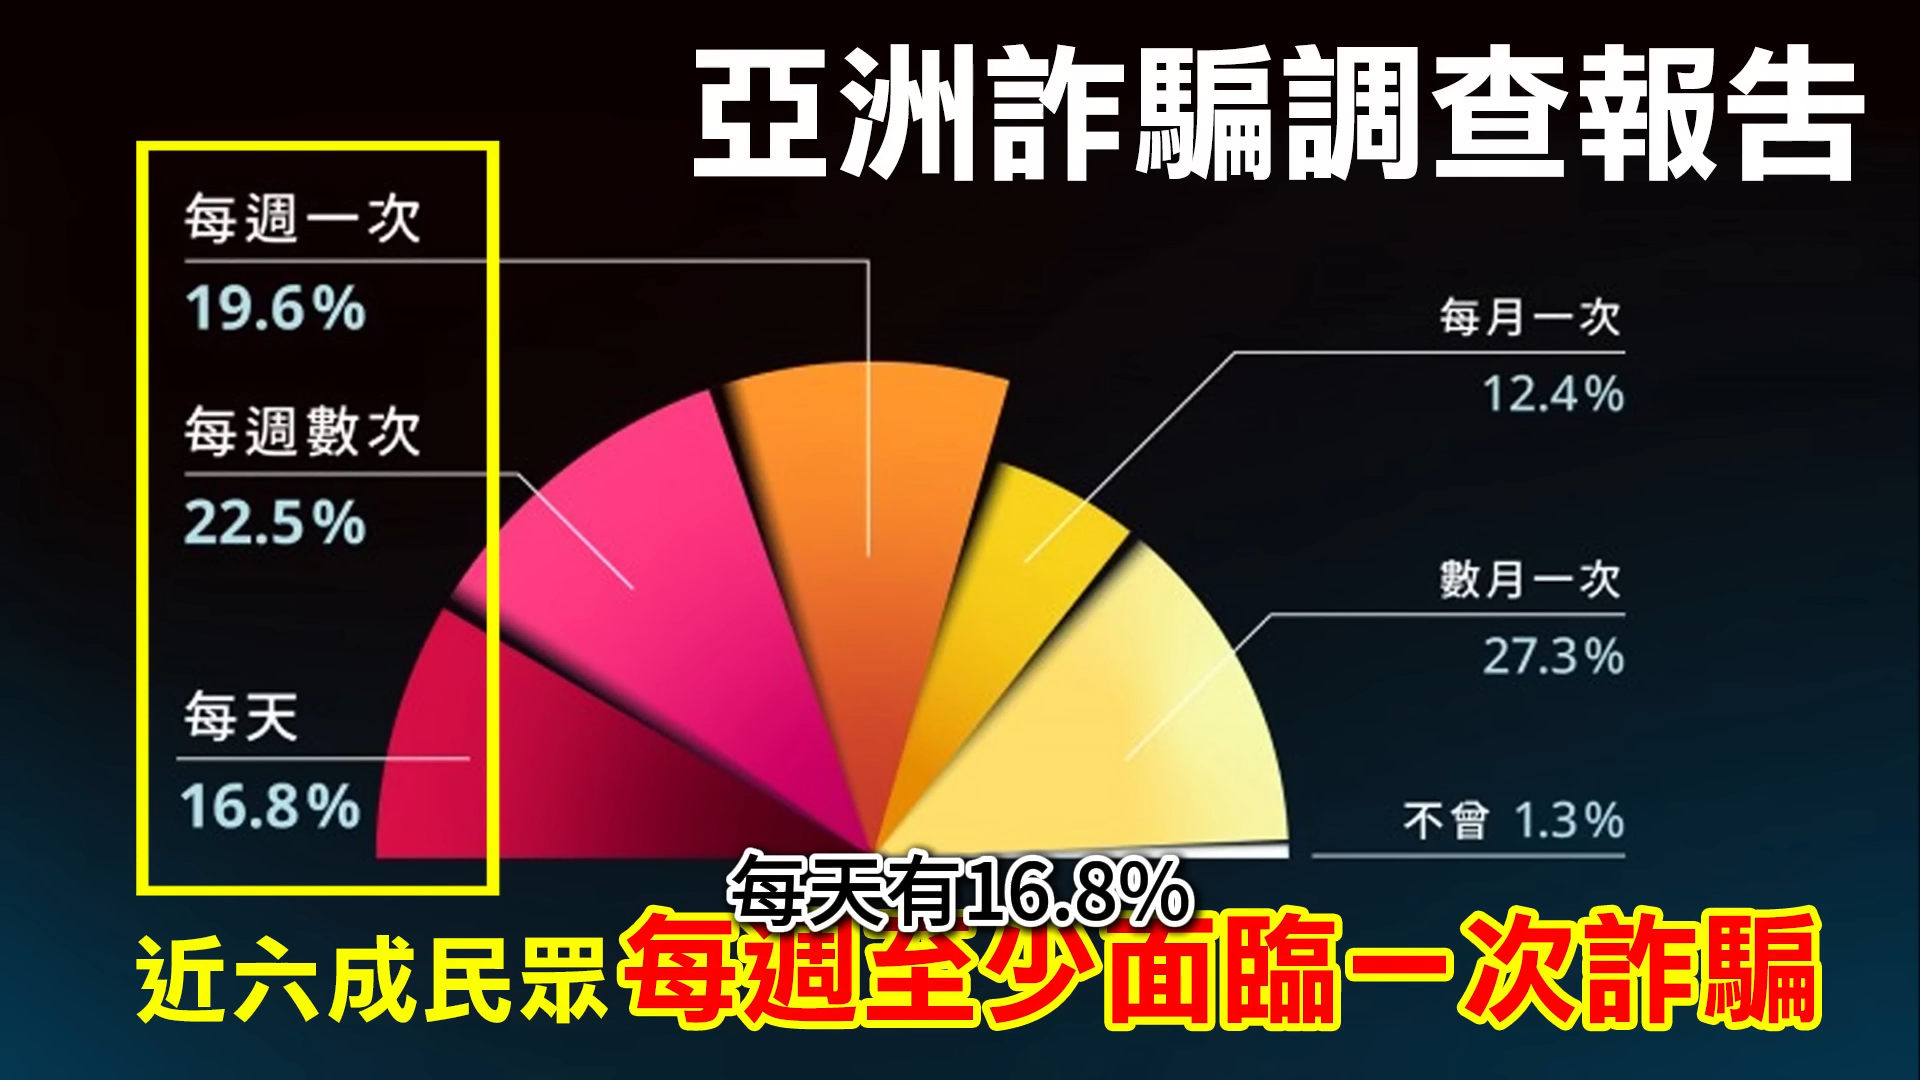 亞洲詐騙調查報告
每週一次
19.6%
每週數次
22.5%
每天
16.8%
每月一次
12.4%
數月一次
27.3%
不曾 1.3%
每天有16.8%
近六成民眾每週至少面臨一次詐騙